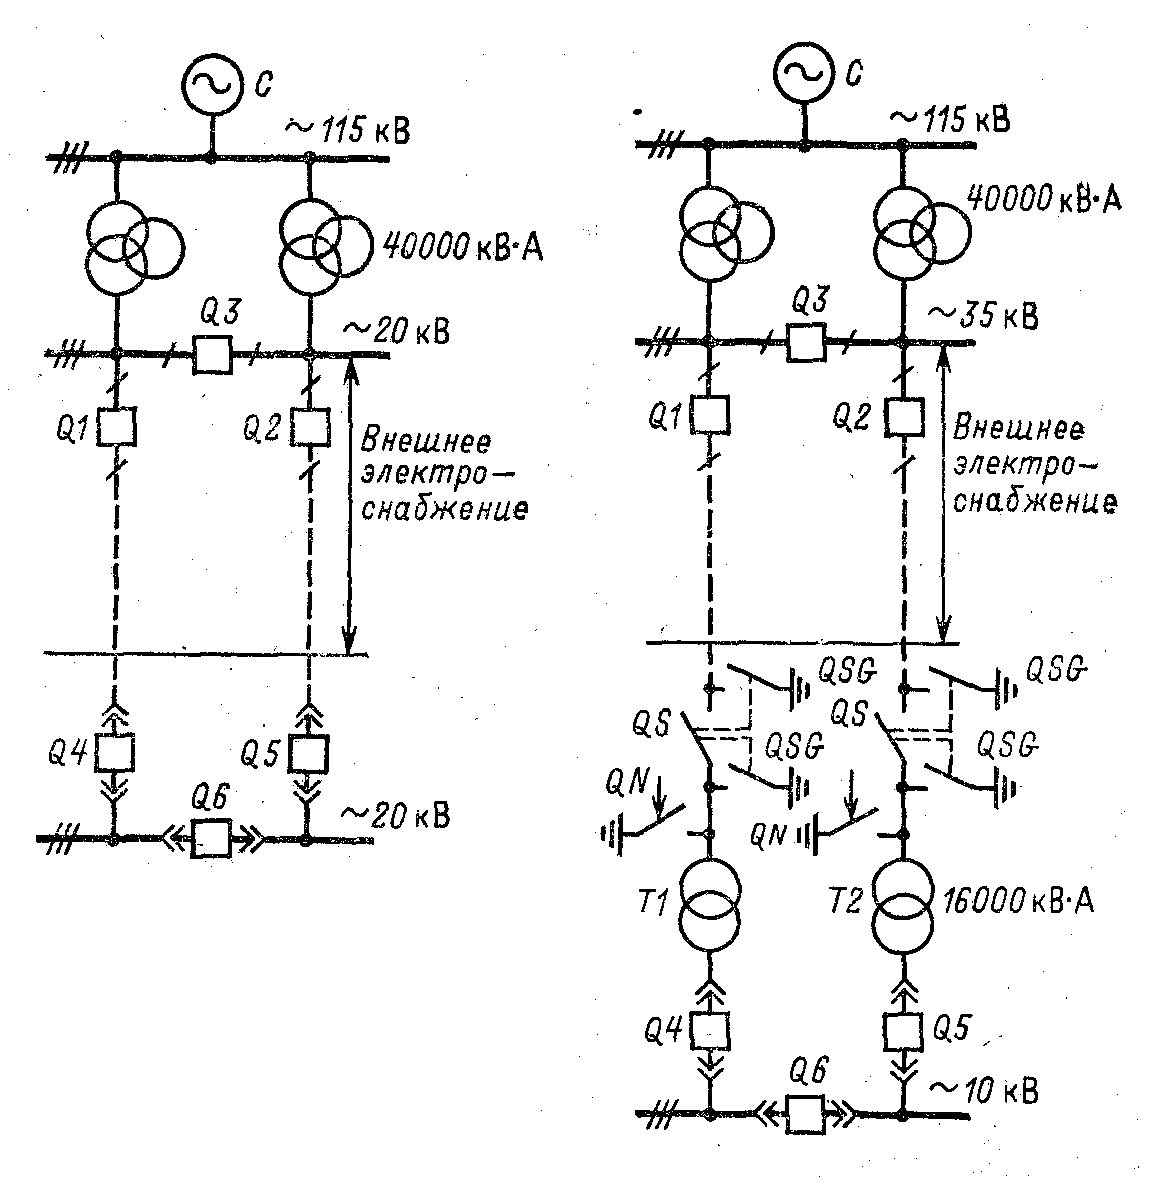 С
~115 кВ
40000 кВ·А
Q3
~20 кВ
Q1
Q2
Внешнее
электро-
снабжение
Q4
Q5
Q6
~20 кВ
С
~115 кВ
40000 кВ·А
Q3
~35 кВ
Q1
Q2
Внешнее
электро-
снабжение
QSG
QSG
QS
QS
QSG
QSG
QN
QN
T1
T2
16000 кВ·А
Q4
Q5
Q6
~10 кВ